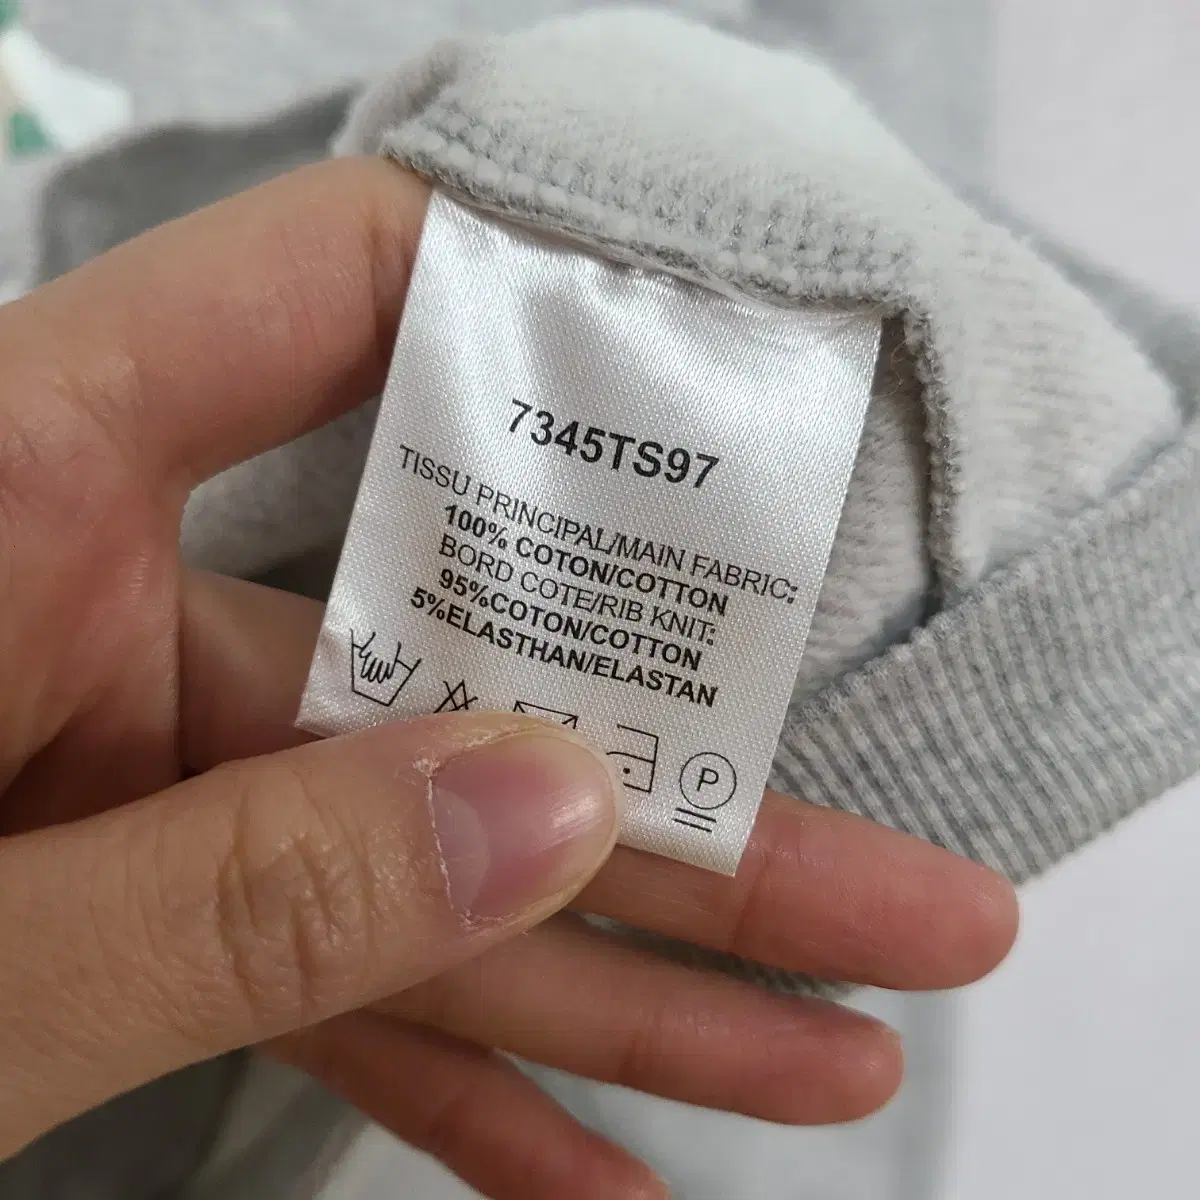 7345TS97
TISSU PRINCIPAL/MAIN FABRIC:
100% COTON/COTTON
BORD COTE/RIB KNIT:
95%COTON/COTTON
5%ELASTHAN/ELASTAN
P